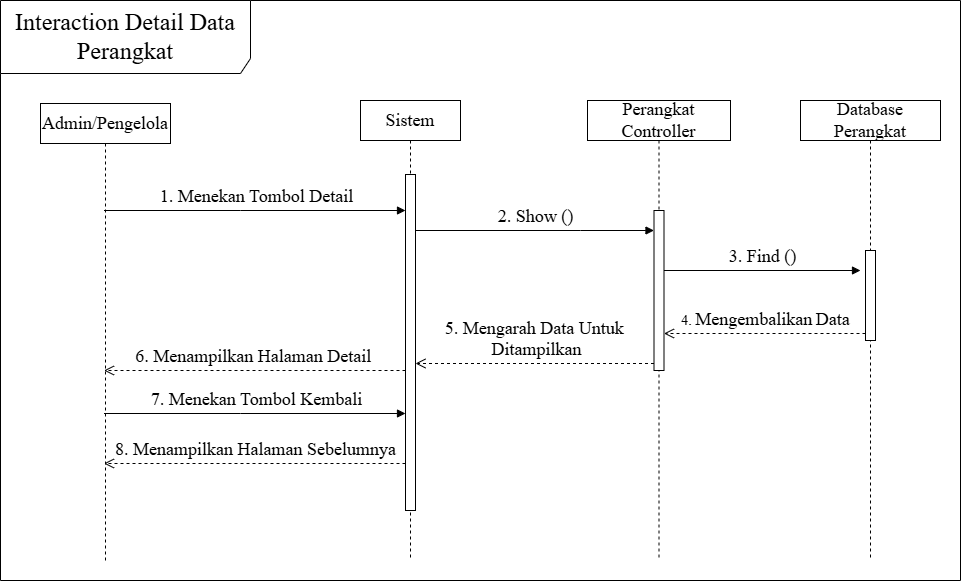 Interaction Detail Data
Perangkat
Admin/Pengelola
Sistem
Perangkat
Controller
Database
Perangkat
1. Menekan Tombol Detail
2. Show ()
3. Find ()
4. Mengembalikan Data
5. Mengarah Data Untuk
Ditampilkan
6. Menampilkan Halaman Detail
7. Menekan Tombol Kembali
8. Menampilkan Halaman Sebelumnya